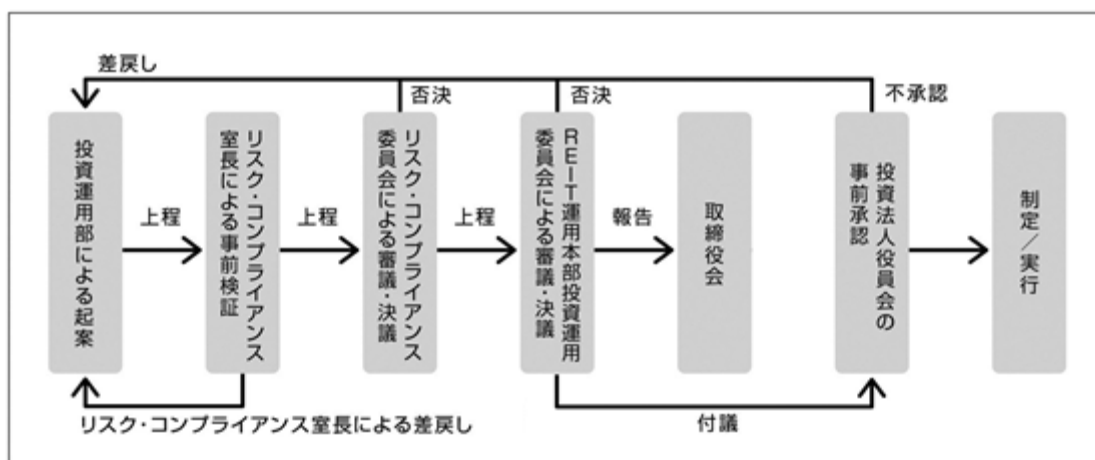 差戻し
否決
否決
不承認
投資運用部による起案
上程
リスク・コンプライアンス
室長による事前検証
上程
リスク・コンプライアンス
委員会による審議・決議
上程
REIT運用本部投資運用
委員会による審議・決議
報告
取締役会
投資法人役員会の
事前承認
制定／実行
リスク・コンプライアンス室長による差戻し
付議